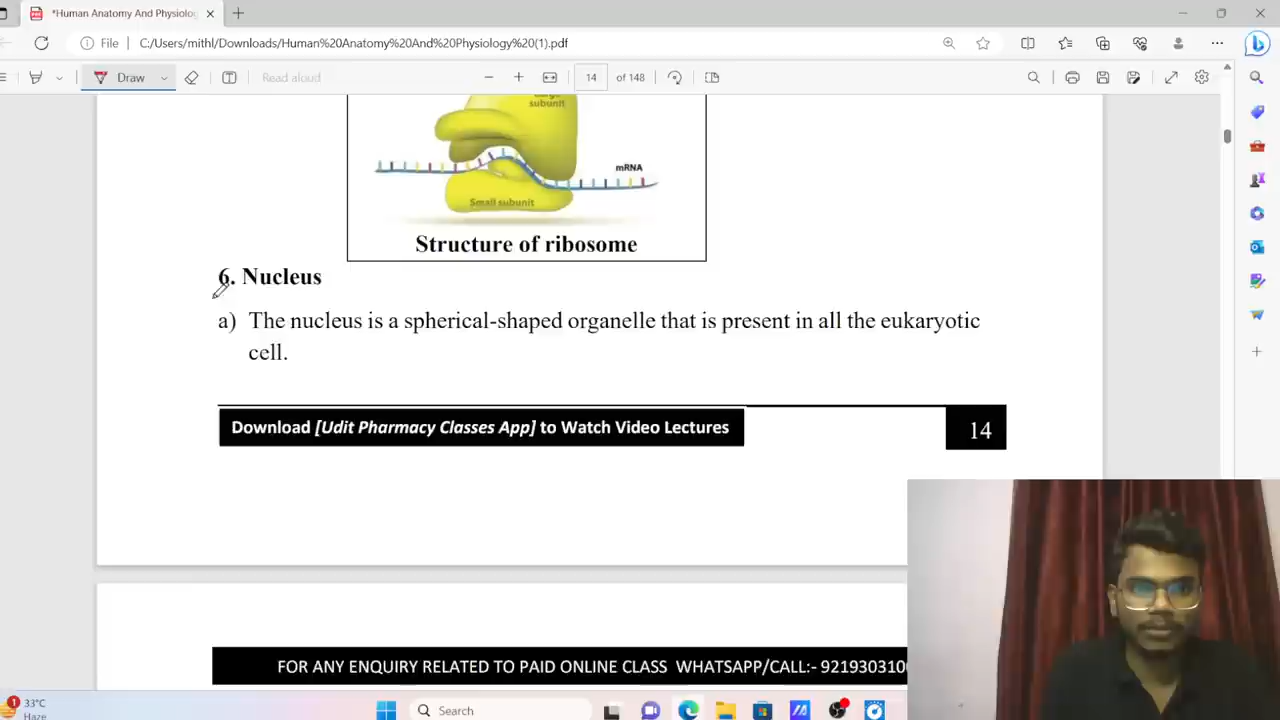 *Human Anatomy And Physiolog
File
C:/Users/mithl/Downloads/Human%20Anatomy%20And%20Physiology%20(1).pdf
Draw
Read aloud
14 of 148
subunit
mRNA
Small subunit
Structure of ribosome
6. Nucleus
a) The nucleus is a spherical-shaped organelle that is present in all the eukaryotic
cell.
Download [Udit Pharmacy Classes App] to Watch Video Lectures
14
FOR ANY ENQUIRY RELATED TO PAID ONLINE CLASS WHATSAPP/CALL:- 921930310
1
33°C
Haze
Search